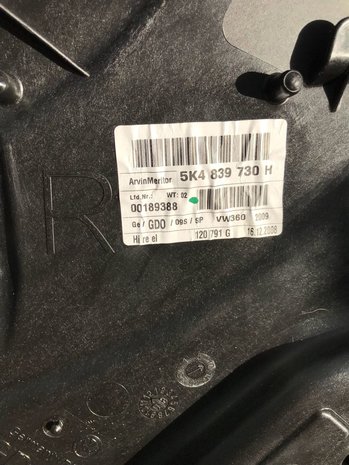 ArvinMeritor 5K4 839 730 H
Ltd.Nr.: WT: 02
00189388
Ge/ GDO / 09S / 5P VW360 2009
Hi re el 120/791 G 16.12.2008
R